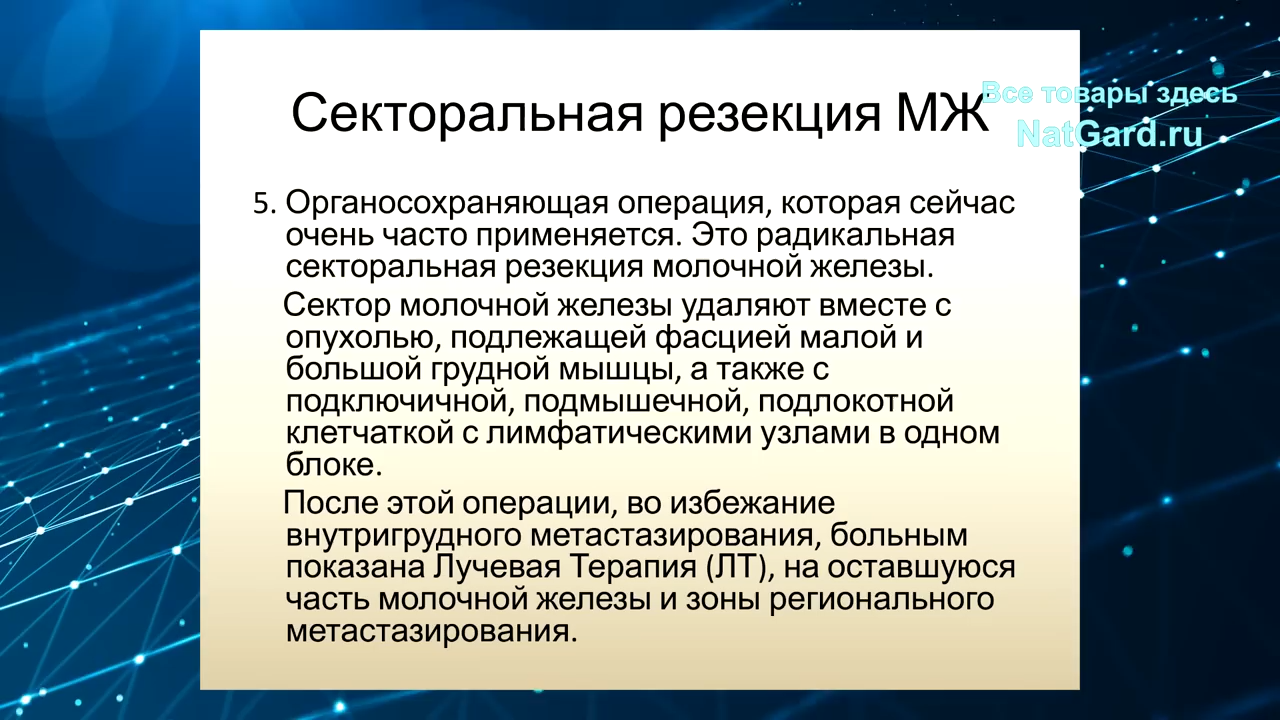 Секторальная резекция МЖ
Все товары здесь
NatGard.ru
5. Органосохраняющая операция, которая сейчас
очень часто применяется. Это радикальная
секторальная резекция молочной железы.
Сектор молочной железы удаляют вместе с
опухолью, подлежащей фасцией малой и
большой грудной мышцы, а также с
подключичной, подмышечной, подлокотной
клетчаткой с лимфатическими узлами в одном
блоке.
После этой операции, во избежание
внутригрудного метастазирования, больным
показана Лучевая Терапия (ЛТ), на оставшуюся
часть молочной железы и зоны регионального
метастазирования.